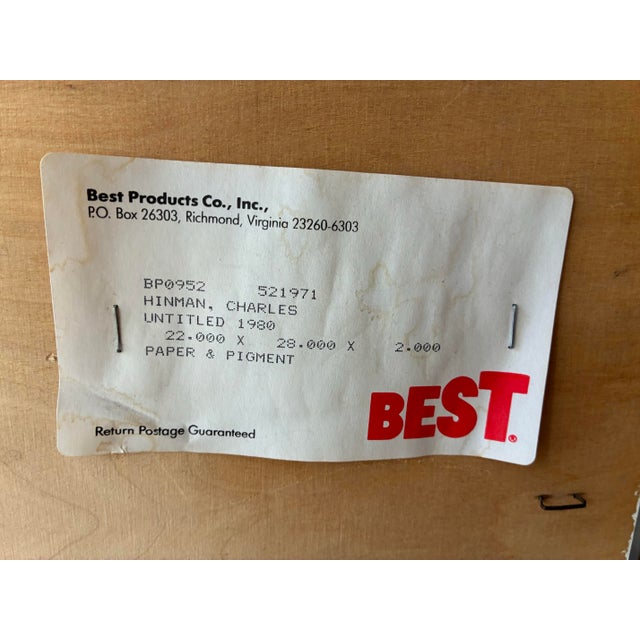 Best Products Co., Inc.,
P.O. Box 26303, Richmond, Virginia 23260-6303
BP0952 521971
HINMAN, CHARLES
UNTITLED 1980
22.000 X 28.000 X 2.000
PAPER & PIGMENT
BEST®
Return Postage Guaranteed